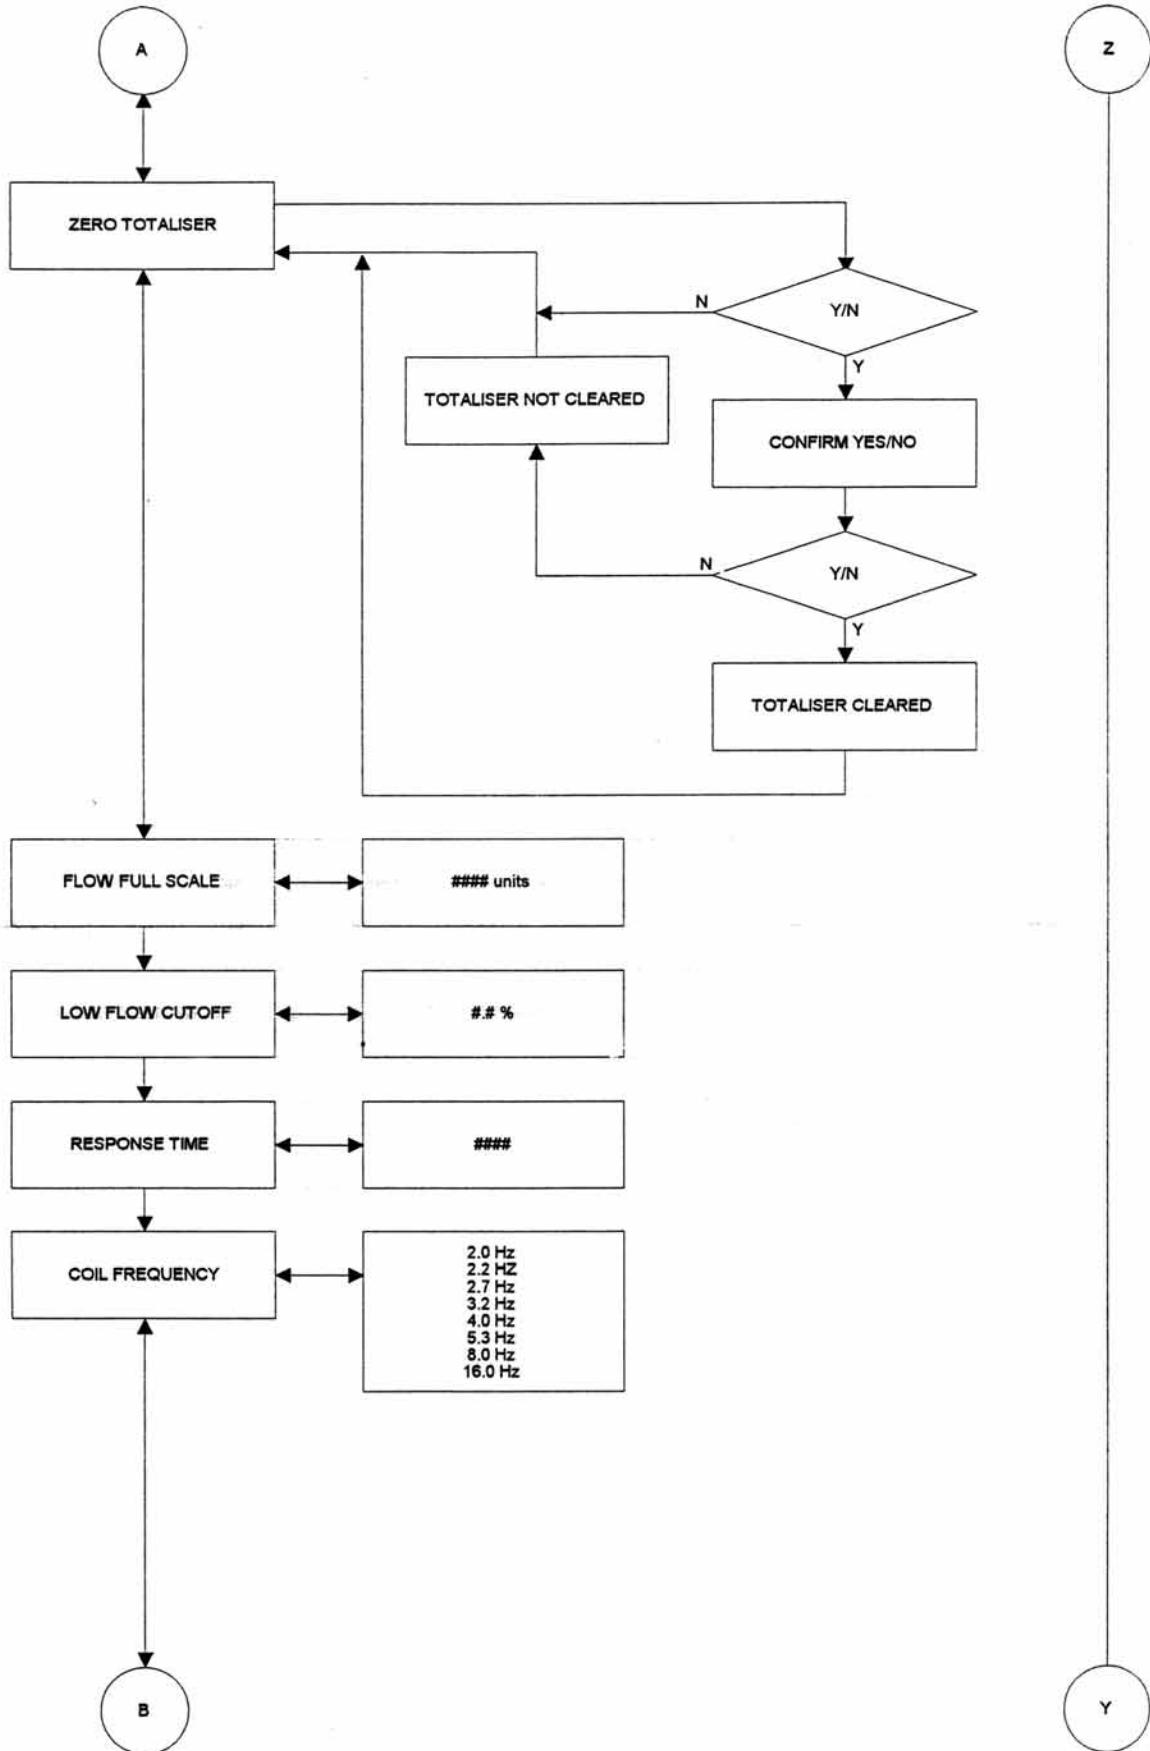 A
Z
ZERO TOTALISER
Y/N
N
Y
TOTALISER NOT CLEARED
CONFIRM YES/NO
N
Y/N
Y
TOTALISER CLEARED
FLOW FULL SCALE
#### units
LOW FLOW CUTOFF
#.# %
RESPONSE TIME
####
COIL FREQUENCY
2.0 Hz
2.2 HZ
2.7 Hz
3.2 Hz
4.0 Hz
5.3 Hz
8.0 Hz
16.0 Hz
B
Y